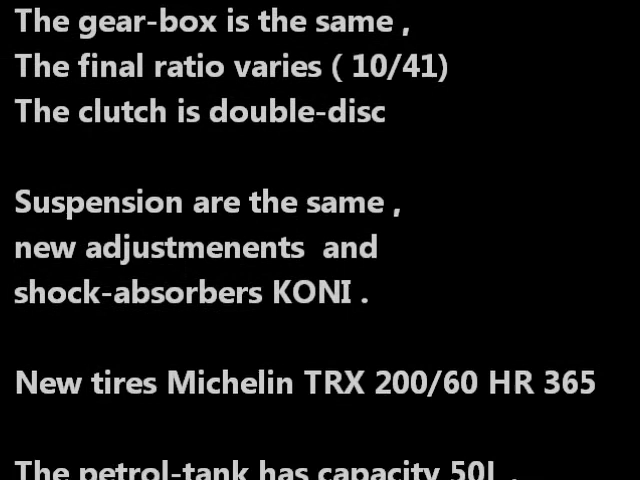 The gear-box is the same ,
The final ratio varies ( 10/41)
The clutch is double-disc
Suspension are the same ,
new adjustmenents  and
shock-absorbers KONI .
New tires Michelin TRX 200/60 HR 365
The petrol-tank has capacity 50L .